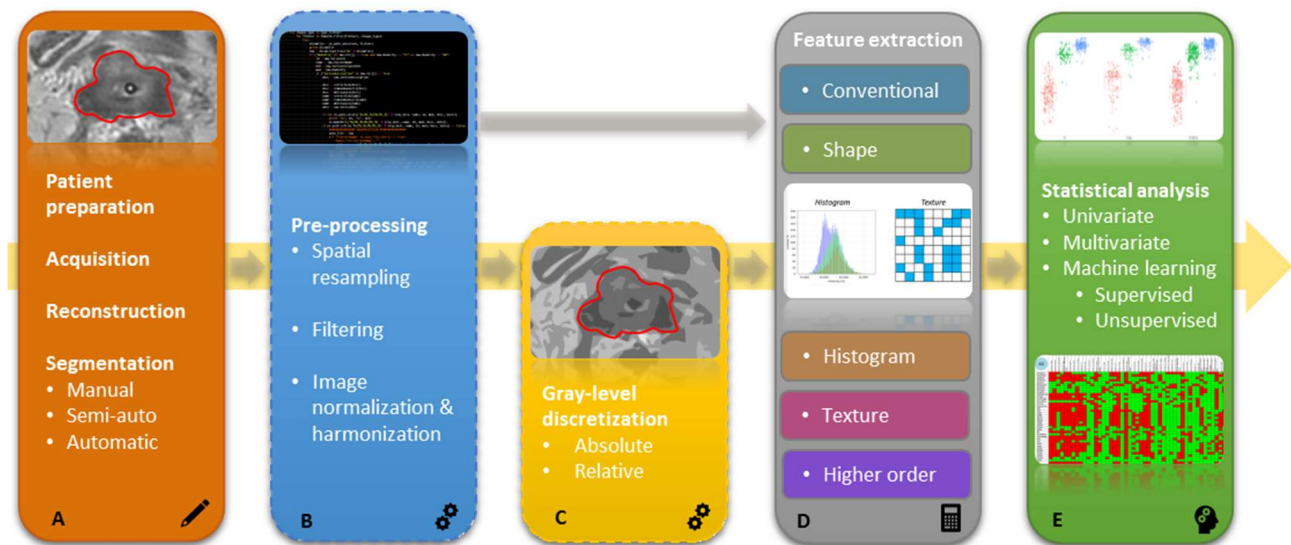 Patient
preparation
Acquisition
Reconstruction
Segmentation
• Manual
• Semi-auto
• Automatic
A
Pre-processing
• Spatial
resampling
• Filtering
• Image
normalization &
harmonization
B
Gray-level
discretization
• Absolute
• Relative
C
Feature extraction
• Conventional
• Shape
Histogram
Texture
• Histogram
• Texture
• Higher order
D
Statistical analysis
• Univariate
• Multivariate
• Machine learning
• Supervised
• Unsupervised
E